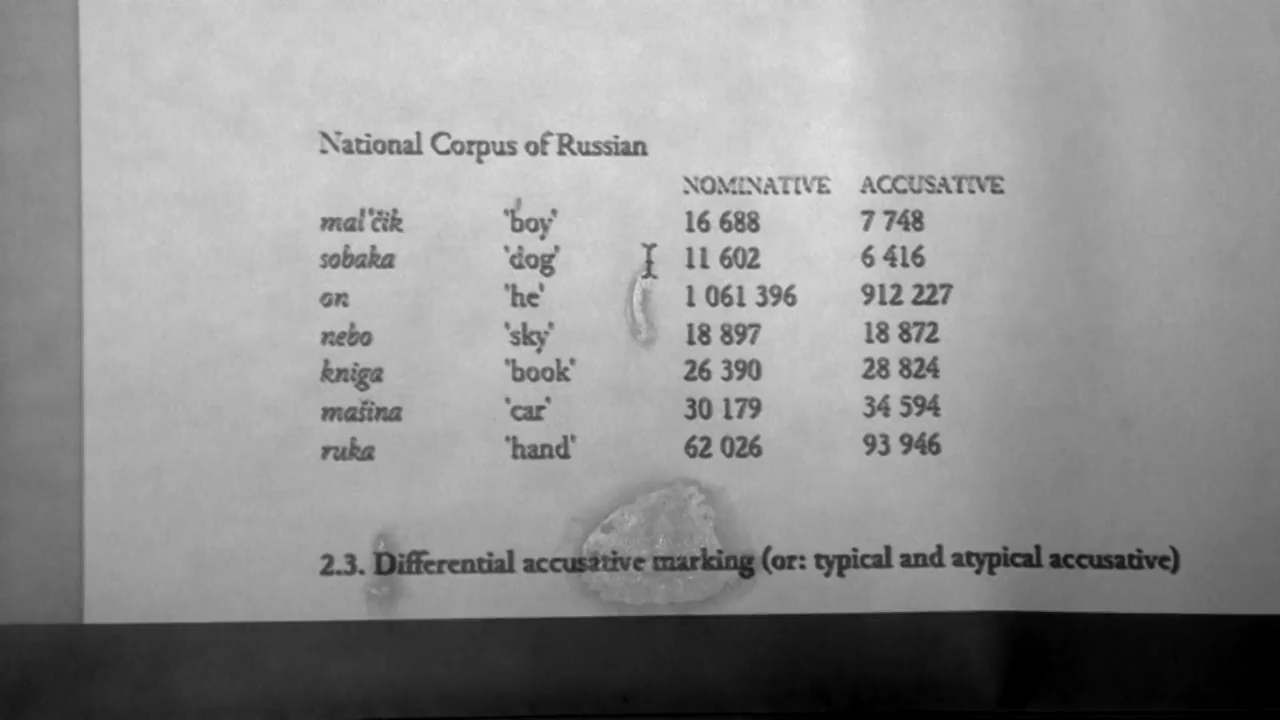 National Corpus of Russian
NOMINATIVE ACCUSATIVE
mal'čik 'boy' 16 688 7 748
sobaka 'dog' 11 602 6 416
on 'he' 1 061 396 912 227
nebo 'sky' 18 897 18 872
kniga 'book' 26 390 28 824
mašina 'car' 30 179 34 594
ruka 'hand' 62 026 93 946
2.3. Differential accusative marking (or: typical and atypical accusative)